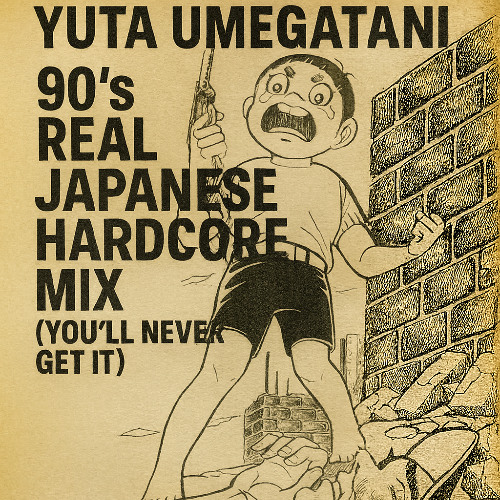 YUTA UMEGATANI
90's
REAL
JAPANESE
HARDCORE
MIX
(YOU'LL NEVER
GET IT)